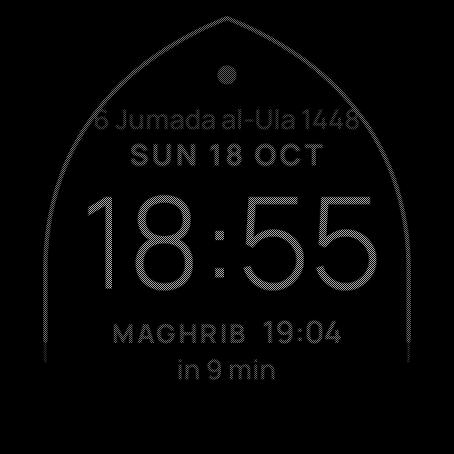 6 Jumada al-Ula 1448
SUN 18 OCT
18:55
MAGHRIB 19:04
in 9 min